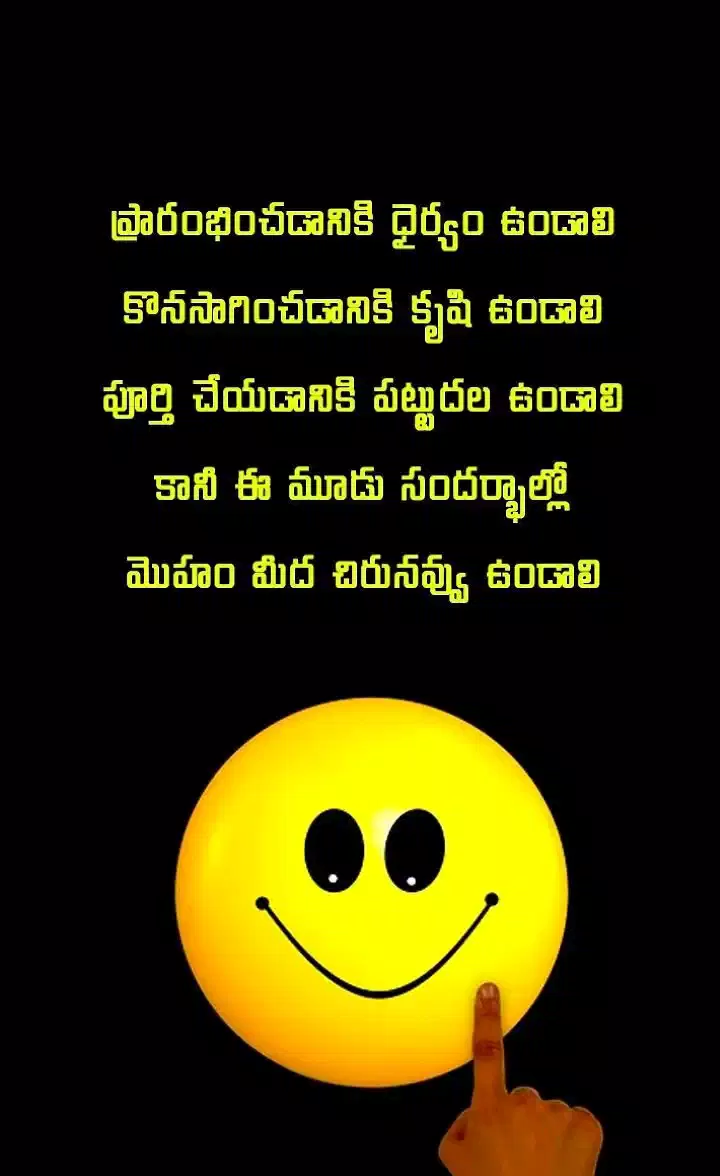 ప్రారంభించడానికి ధైర్యం ఉండాలి
కొనసాగించడానికి కృషి ఉండాలి
పూర్తి చేయడానికి పట్టుదల ఉండాలి
కానీ ఈ మూడు సందర్భాల్లో
మొహం మీద చిరునవ్వు ఉండాలి